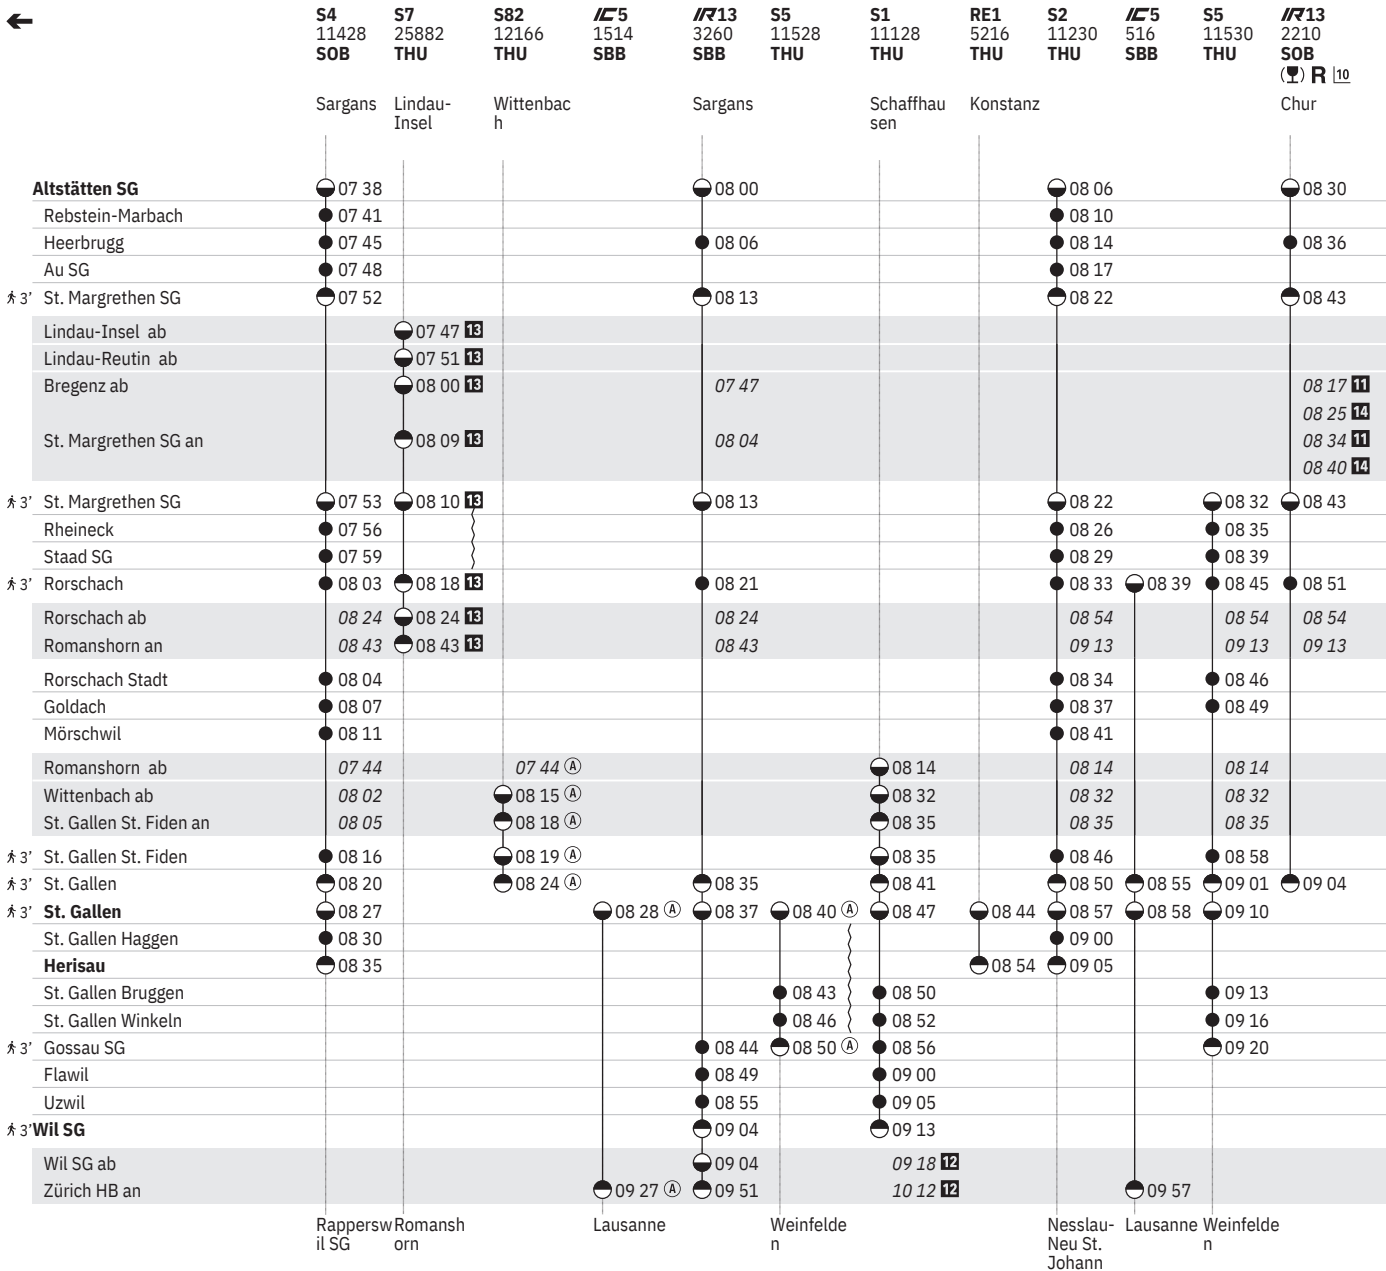 S4 S7 S82 IC5 IR13 S5 S1 RE1 S2 IC5 S5 IR13
11428 25882 12166 1514 3260 11528 11128 5216 11230 516 11530 2210
SOB THU THU SBB SBB THU THU THU THU SBB THU SOB
R 10
Sargans Lindau- Wittenbac Sargans Schaffhau Konstanz Chur
Insel h sen
Altstätten SG 07 38 08 00 08 06 08 30
Rebstein-Marbach 07 41 08 10
Heerbrugg 07 45 08 06 08 14 08 36
Au SG 07 48 08 17
3' St. Margrethen SG 07 52 08 13 08 22 08 43
Lindau-Insel ab 07 47 13
Lindau-Reutin ab 07 51 13
Bregenz ab 08 00 13 07 47 08 17 11
08 25 14
St. Margrethen SG an 08 09 13 08 04 08 34 11
08 40 14
3' St. Margrethen SG 07 53 08 10 13 08 13 08 22 08 32 08 43
Rheineck 07 56 08 26 08 35
Staad SG 07 59 08 29 08 39
3' Rorschach 08 03 08 18 13 08 21 08 33 08 39 08 45 08 51
Rorschach ab 08 24 08 24 13 08 24 08 54 08 54 08 54
Romanshorn an 08 43 08 43 13 08 43 09 13 09 13 09 13
Rorschach Stadt 08 04 08 34 08 46
Goldach 08 07 08 37 08 49
Mörschwil 08 11 08 41
Romanshorn ab 07 44 07 44 A 08 14 08 14 08 14
Wittenbach ab 08 02 08 15 A 08 32 08 32 08 32
St. Gallen St. Fiden an 08 05 08 18 A 08 35 08 35 08 35
3' St. Gallen St. Fiden 08 16 08 19 A 08 35 08 46 08 58
3' St. Gallen 08 20 08 24 A 08 35 08 41 08 50 08 55 09 01 09 04
3' St. Gallen 08 27 08 28 A 08 37 08 40 A 08 47 08 44 08 57 08 58 09 10
St. Gallen Haggen 08 30 09 00
Herisau 08 35 08 54 09 05
St. Gallen Bruggen 08 43 08 50 09 13
St. Gallen Winkeln 08 46 08 52 09 16
3' Gossau SG 08 44 08 50 A 08 56 09 20
Flawil 08 49 09 00
Uzwil 08 55 09 05
3' Wil SG 09 04 09 13
Wil SG ab 09 04 09 18 12
Zürich HB an 09 27 A 09 51 10 12 12 09 57
Rappersw Romansh Lausanne Weinfelde Nesslau- Lausanne Weinfelde
il SG orn n Neu St. n
Johann